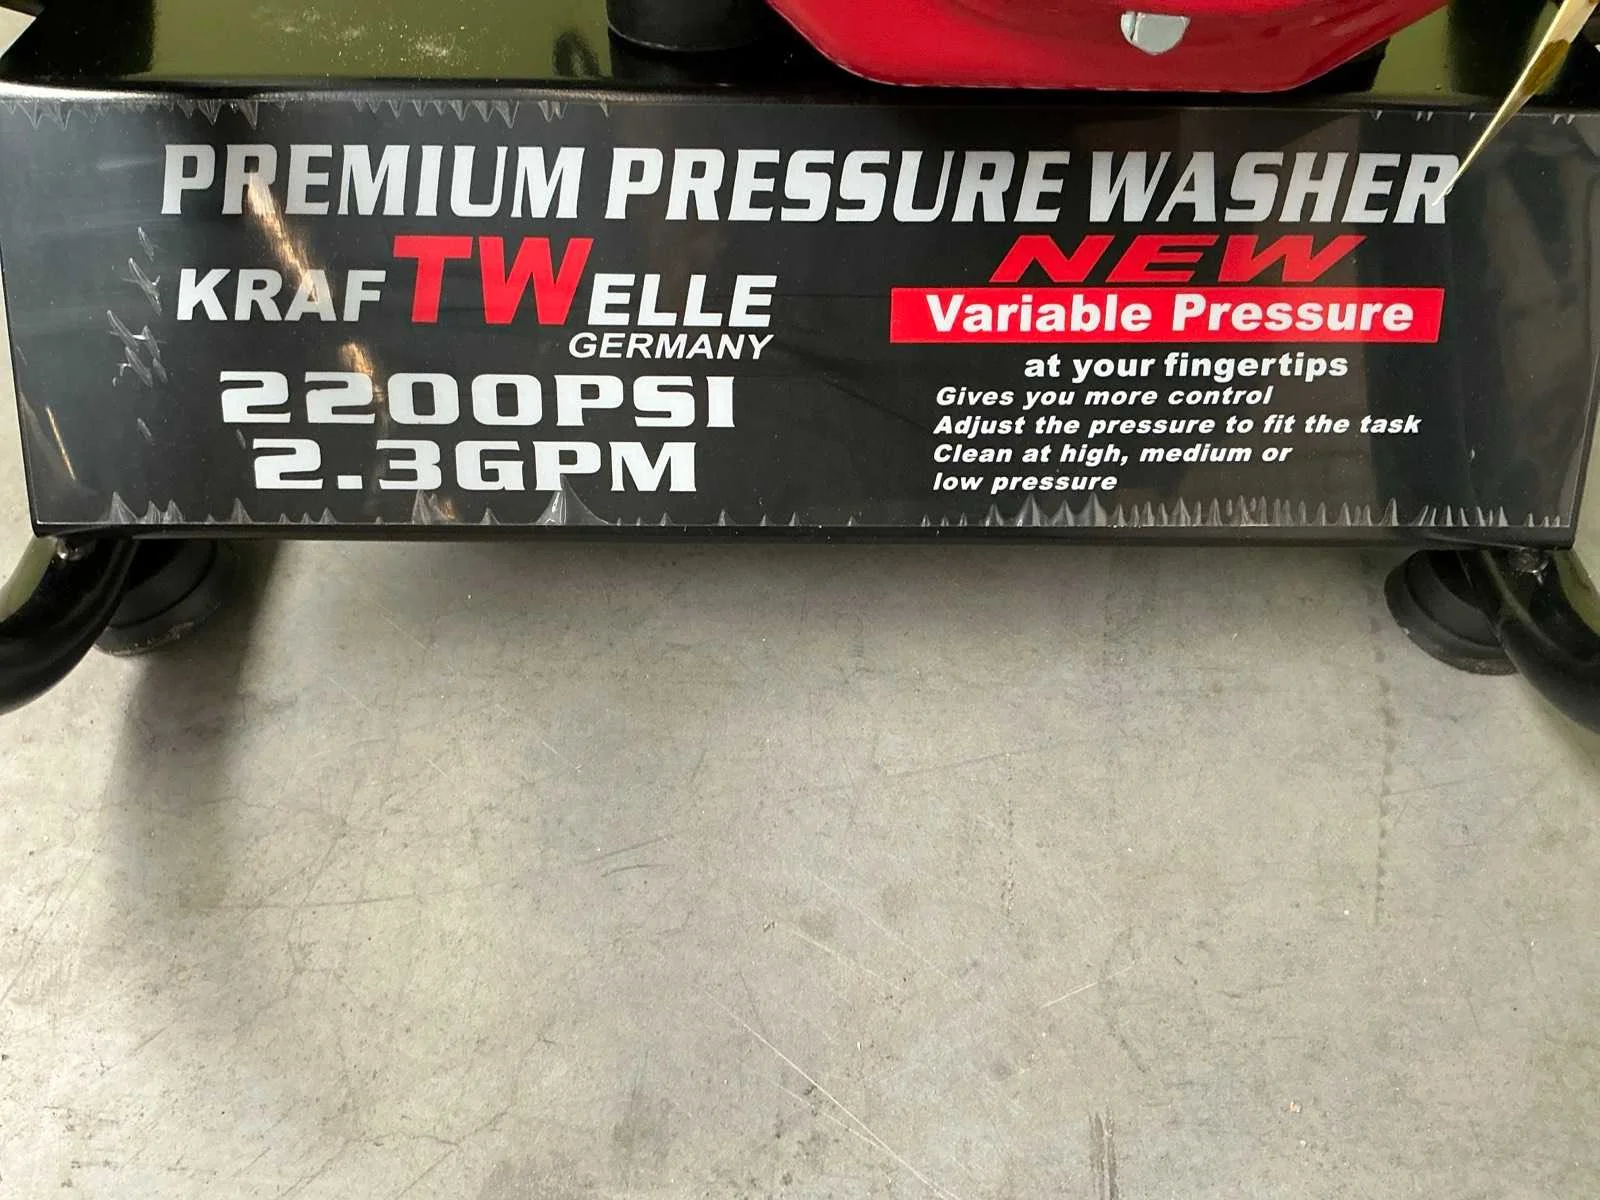 PREMIUM PRESSURE WASHER
KRAFTWELLE
GERMANY
2200PSI
2.3GPM
NEW
Variable Pressure
at your fingertips
Gives you more control
Adjust the pressure to fit the task
Clean at high, medium or
low pressure